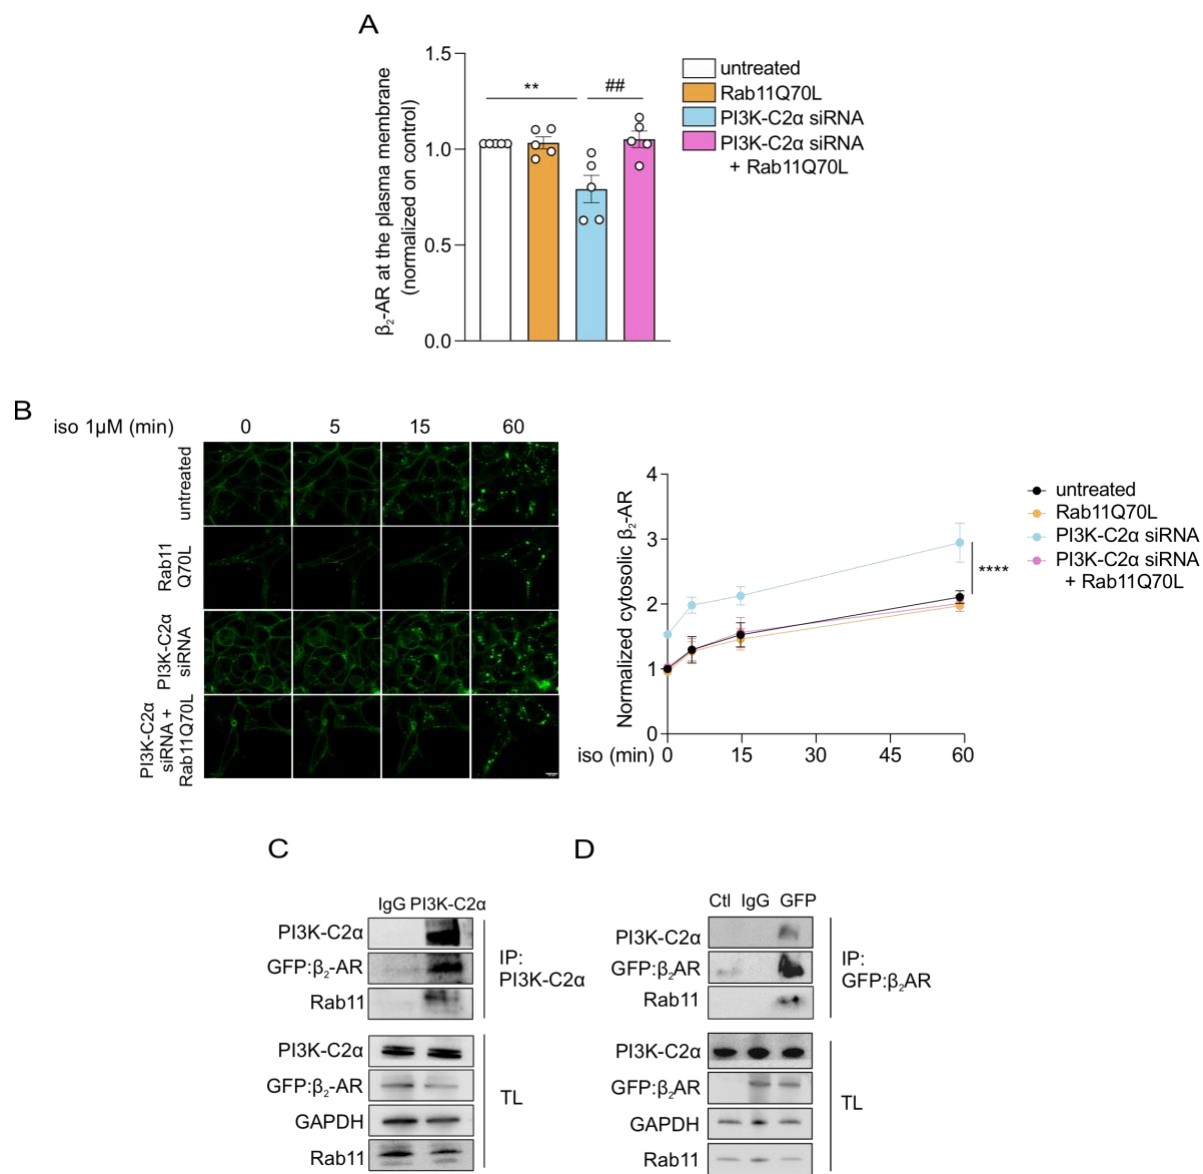 A
1.5
1.0
0.5
0.0
β₂-AR at the plasma membrane
(normalized on control)
**
##
untreated
Rab11Q70L
PI3K-C2α siRNA
PI3K-C2α siRNA
+ Rab11Q70L
B
iso 1µM (min)
0
5
15
60
untreated
Rab11
Q70L
PI3K-C2α
siRNA
PI3K-C2α
siRNA +
Rab11Q70L
Normalized cytosolic β₂-AR
4
3
2
1
0
iso (min)
0
15
30
45
60
****
untreated
Rab11Q70L
PI3K-C2α siRNA
PI3K-C2α siRNA
+ Rab11Q70L
C
IgG PI3K-C2α
PI3K-C2α
GFP:β₂-AR
Rab11
IP:
PI3K-C2α
PI3K-C2α
GFP:β₂-AR
GAPDH
Rab11
TL
D
Ctl IgG GFP
PI3K-C2α
GFP:β₂AR
Rab11
IP:
GFP:β₂AR
PI3K-C2α
GFP:β₂AR
GAPDH
Rab11
TL